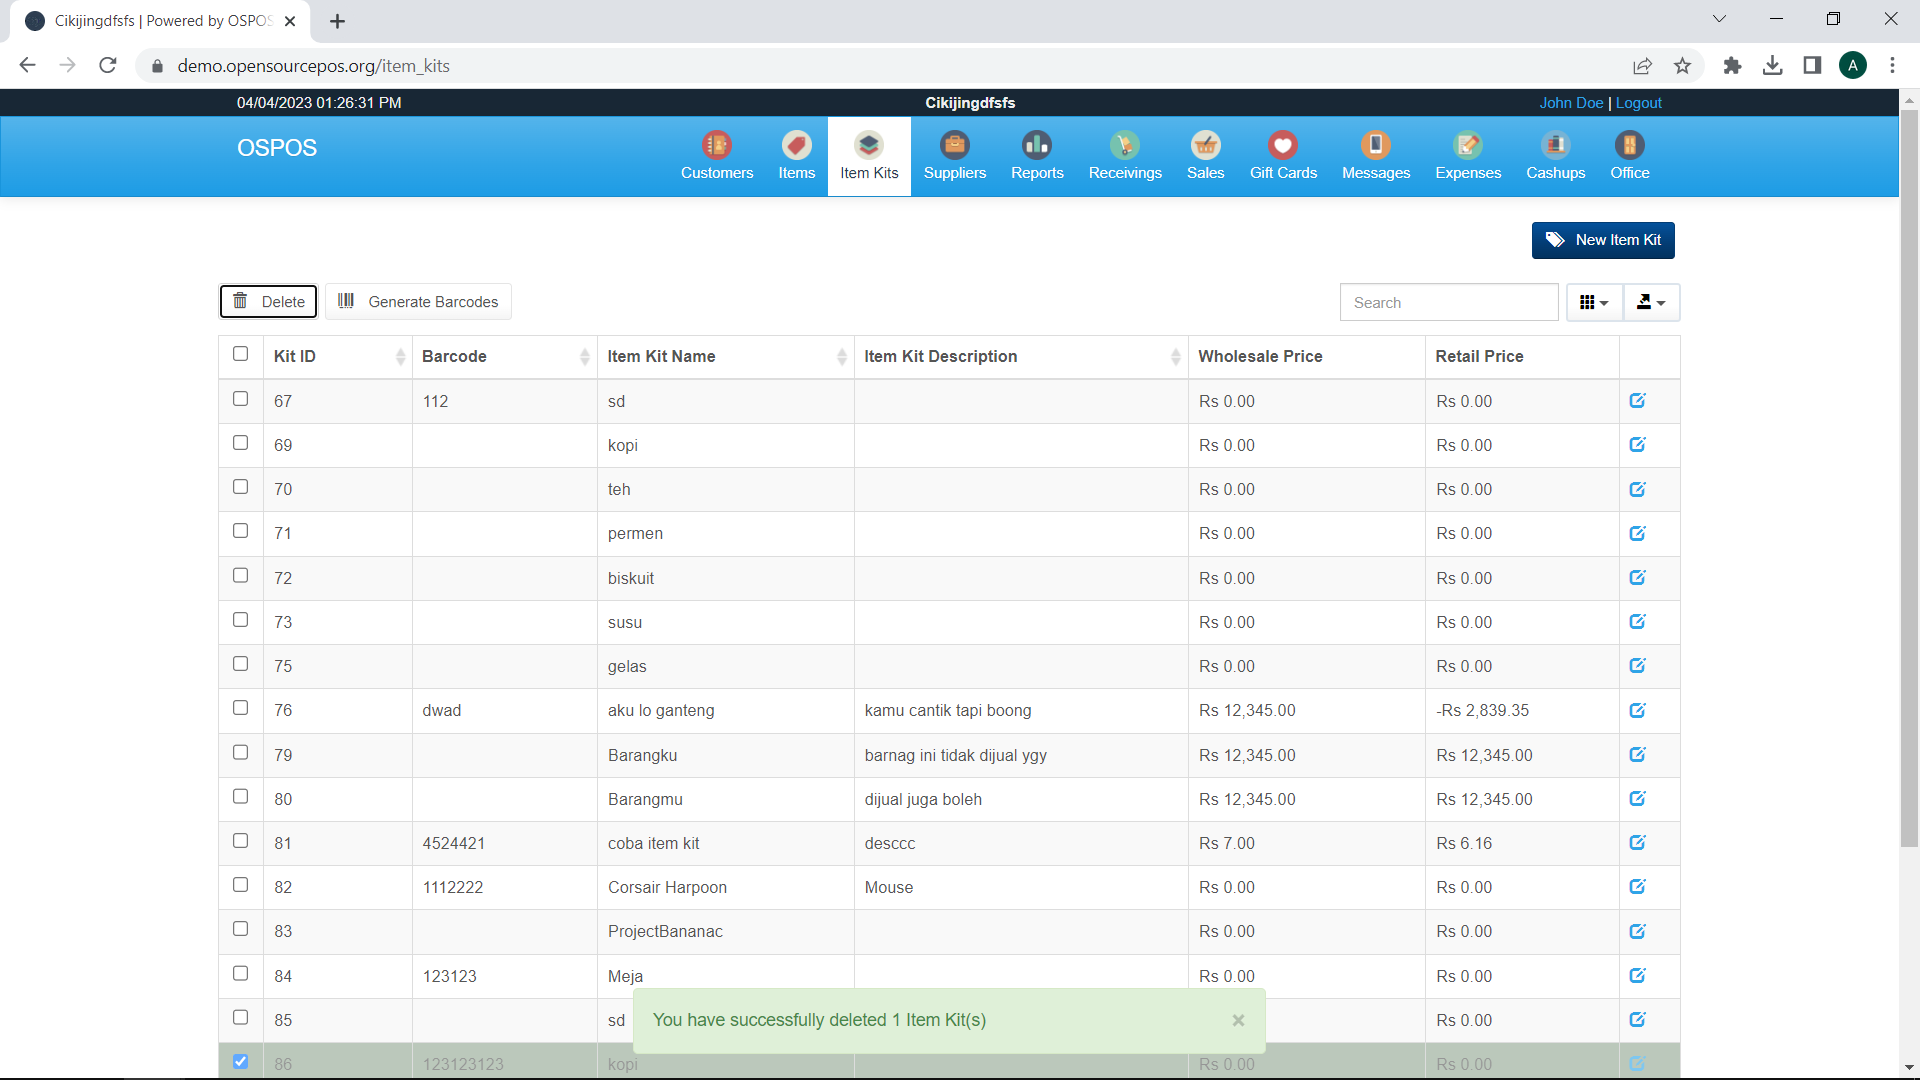 Cikijingdfsfs | Powered by OSPOS
demo.opensourcepos.org/item_kits
A
04/04/2023 01:26:31 PM
Cikijingdfsfs
John Doe | Logout
OSPOS
Customers
Items
Item Kits
Suppliers
Reports
Receivings
Sales
Gift Cards
Messages
Expenses
Cashups
Office
New Item Kit
Delete
Generate Barcodes
Search
Kit ID Barcode Item Kit Name Item Kit Description Wholesale Price Retail Price
67 112 sd Rs 0.00 Rs 0.00
69 kopi Rs 0.00 Rs 0.00
70 teh Rs 0.00 Rs 0.00
71 permen Rs 0.00 Rs 0.00
72 biskuit Rs 0.00 Rs 0.00
73 susu Rs 0.00 Rs 0.00
75 gelas Rs 0.00 Rs 0.00
76 dwad aku lo ganteng kamu cantik tapi boong Rs 12,345.00 -Rs 2,839.35
79 Barangku barnag ini tidak dijual ygy Rs 12,345.00 Rs 12,345.00
80 Barangmu dijual juga boleh Rs 12,345.00 Rs 12,345.00
81 4524421 coba item kit desccc Rs 7.00 Rs 6.16
82 1112222 Corsair Harpoon Mouse Rs 0.00 Rs 0.00
83 ProjectBananac Rs 0.00 Rs 0.00
84 123123 Meja Rs 0.00 Rs 0.00
85 sd Rs 0.00
You have successfully deleted 1 Item Kit(s) ×
86 123123123 kopi Rs 0.00 Rs 0.00